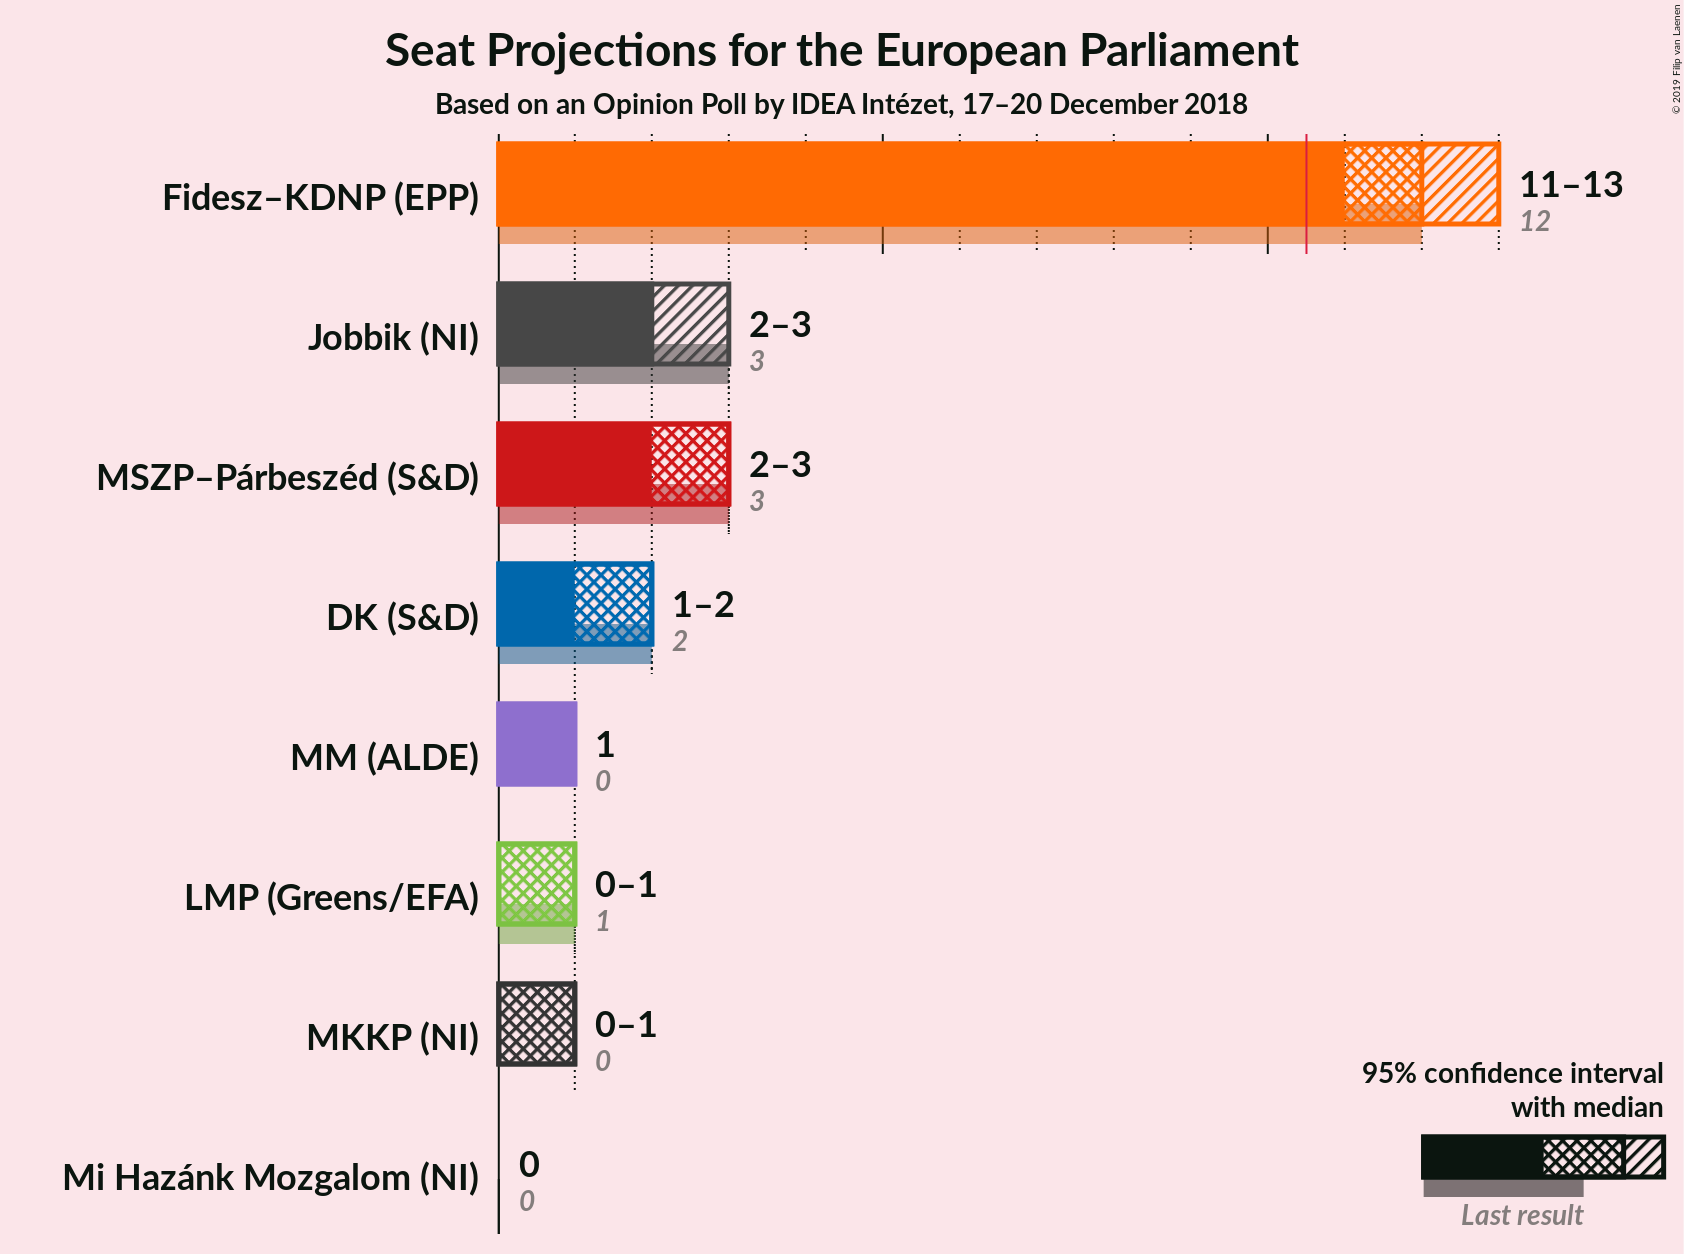 Seat Projections for the European Parliament
Based on an Opinion Poll by IDEA Intézet, 17–20 December 2018
© 2019 Filip van Laenen
Fidesz–KDNP (EPP)
11–13
12
Jobbik (NI)
2–3
3
MSZP–Párbeszéd (S&D)
2–3
3
DK (S&D)
1–2
2
MM (ALDE)
1
0
LMP (Greens/EFA)
0–1
1
MKKP (NI)
0–1
0
Mi Hazánk Mozgalom (NI)
0
0
95% confidence interval
with median
Last result